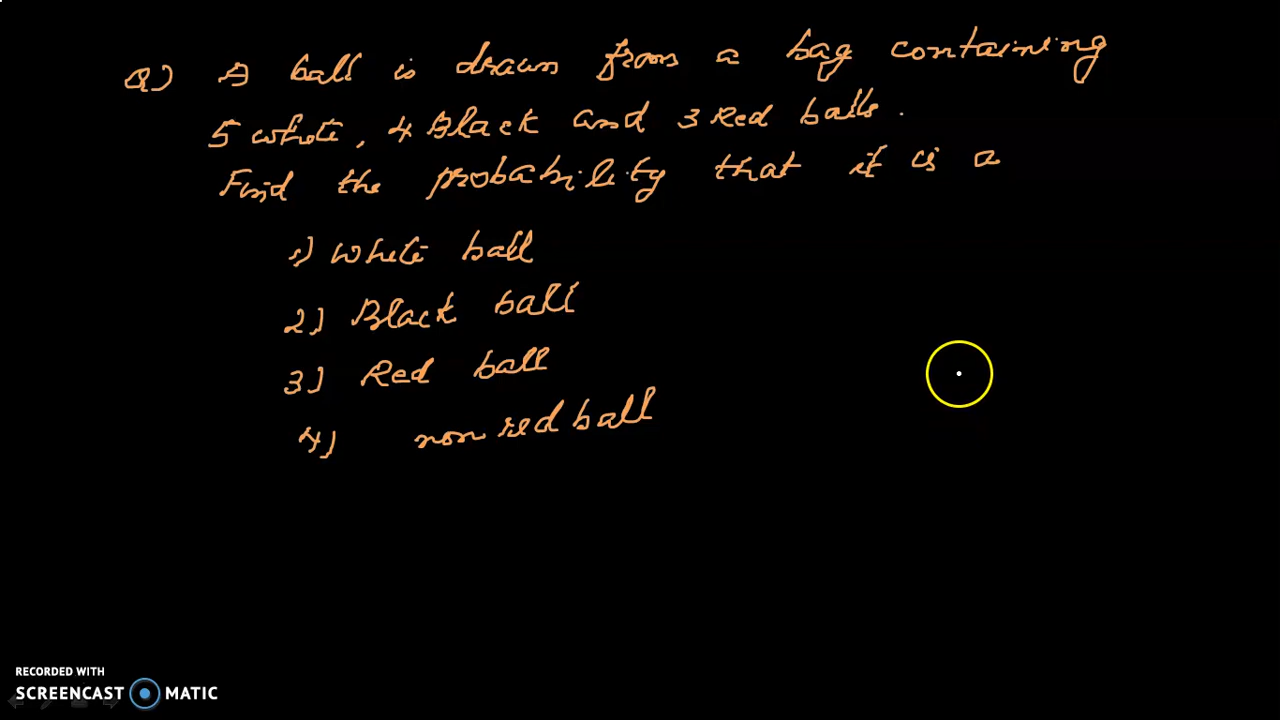 Q) A ball is drawn from a bag containing
5 white, 4 Black and 3 Red balls.
Find the probability that it is a
1) White ball
2) Black ball
3) Red ball
4) non red ball
RECORDED WITH
SCREENCAST MATIC